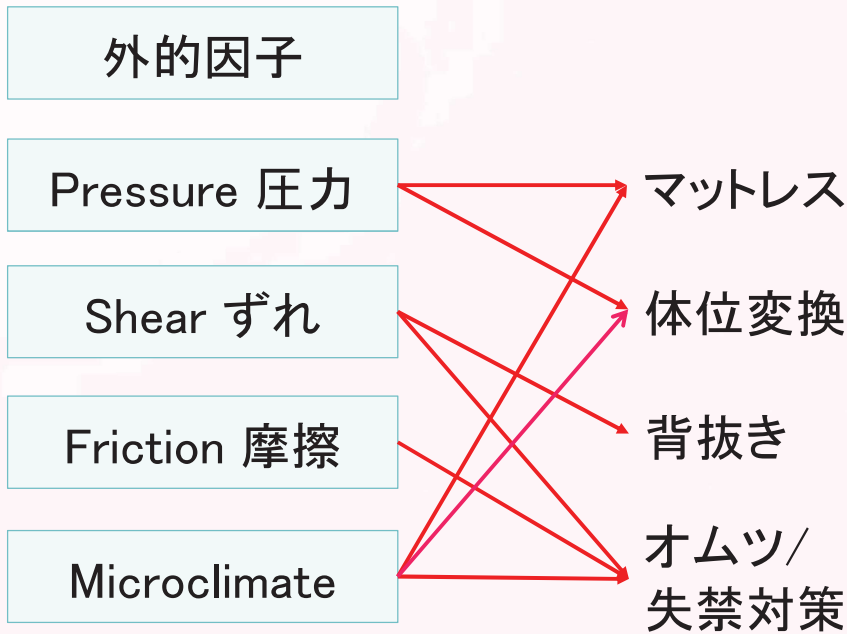 外的因子
Pressure 圧力
マットレス
Shear ずれ
体位変換
Friction 摩擦
背抜き
Microclimate
オムツ/
失禁対策